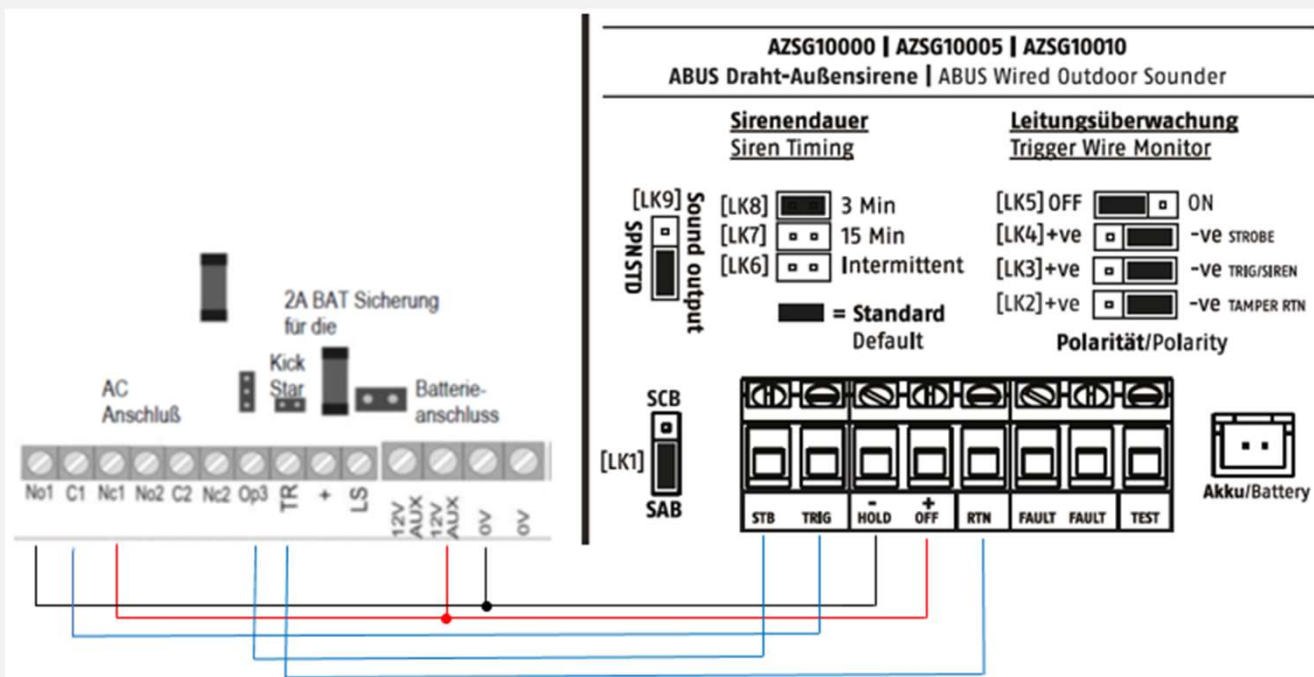 2A BAT Sicherung
für die
Kick
Star
AC
Anschluß
Batterie-
anschluss
No1 C1 Nc1 No2 C2 Nc2 Op3 TR + LS 12V AUX 12V AUX 0V 0V
AZSG10000 | AZSG10005 | AZSG10010
ABUS Draht-Außensirene | ABUS Wired Outdoor Sounder
Sirenendauer
Siren Timing
[LK9]
SPN STD
Sound output
[LK8] 3 Min
[LK7] 15 Min
[LK6] Intermittent
= Standard
Default
Leitungsüberwachung
Trigger Wire Monitor
[LK5] OFF ON
[LK4] +ve -ve STROBE
[LK3] +ve -ve TRIG/SIREN
[LK2] +ve -ve TAMPER RTN
Polarität/Polarity
SCB
[LK1]
SAB
- +
STB TRIG HOLD OFF RTN FAULT FAULT TEST
Akku/Battery